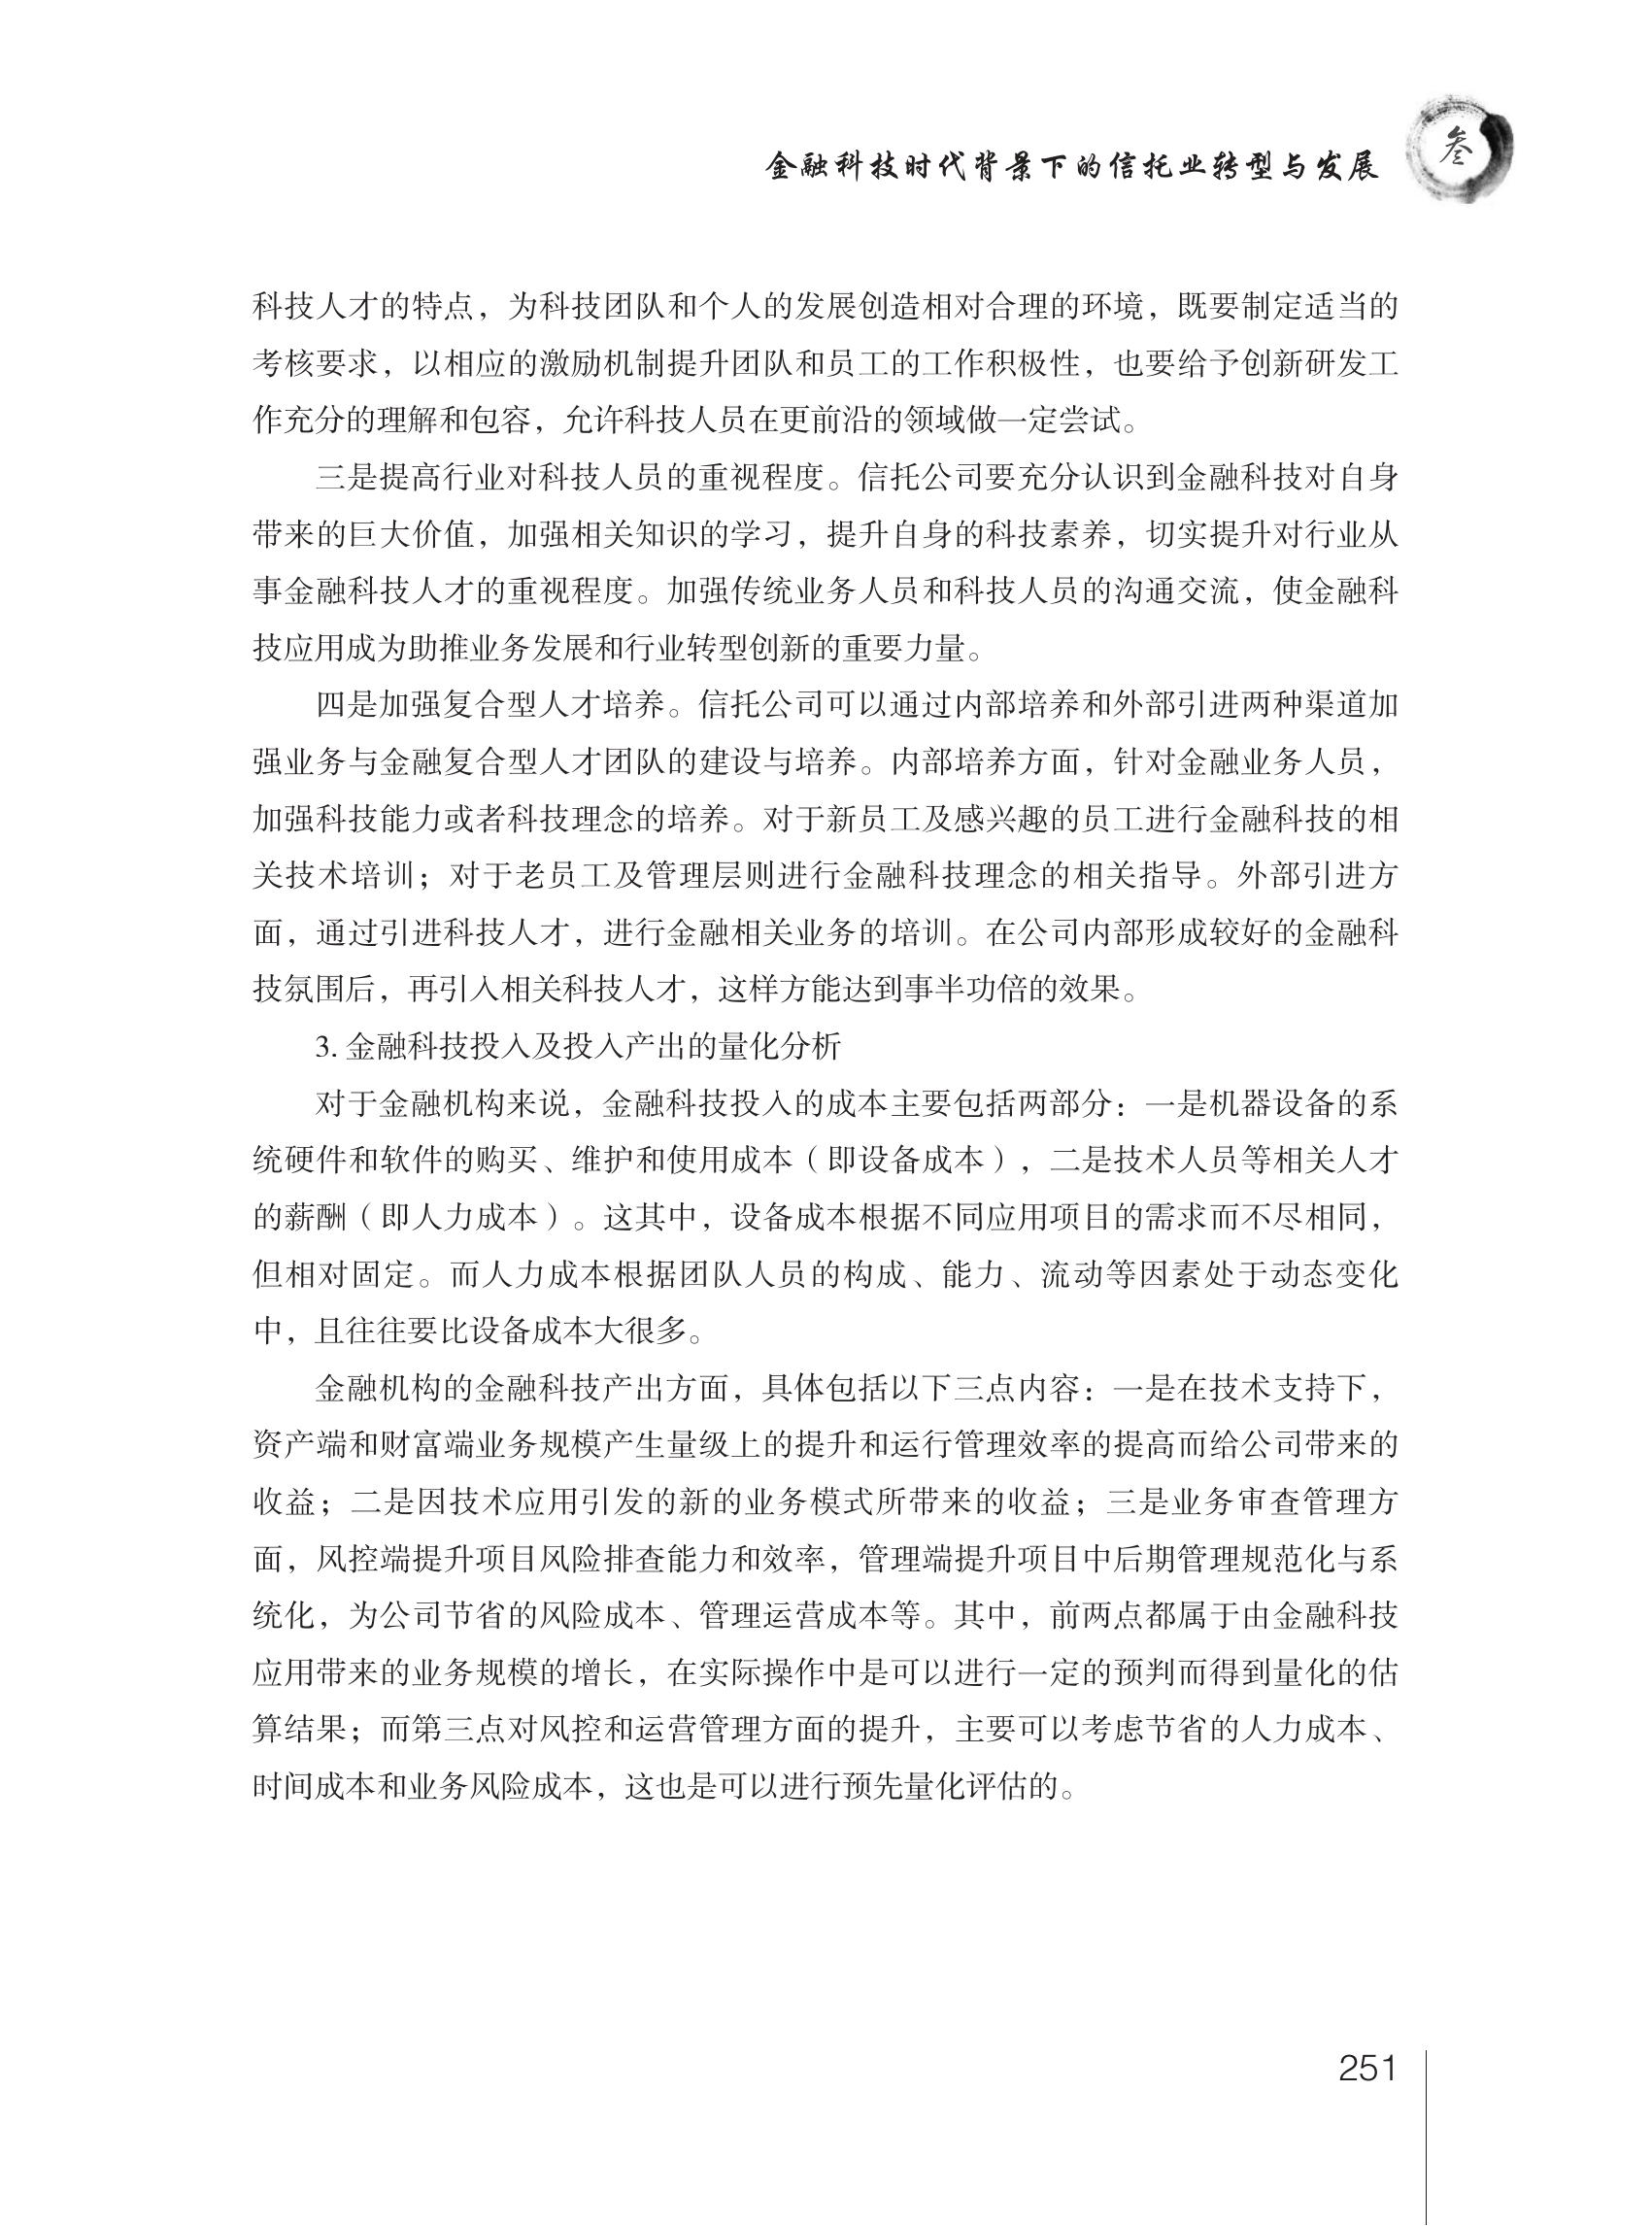 金融科技时代背景下的信托业转型与发展
叁
科技人才的特点，为科技团队和个人的发展创造相对合理的环境，既要制定适当的
考核要求，以相应的激励机制提升团队和员工的工作积极性，也要给予创新研发工
作充分的理解和包容，允许科技人员在更前沿的领域做一定尝试。
三是提高行业对科技人员的重视程度。信托公司要充分认识到金融科技对自身
带来的巨大价值，加强相关知识的学习，提升自身的科技素养，切实提升对行业从
事金融科技人才的重视程度。加强传统业务人员和科技人员的沟通交流，使金融科
技应用成为助推业务发展和行业转型创新的重要力量。
四是加强复合型人才培养。信托公司可以通过内部培养和外部引进两种渠道加
强业务与金融复合型人才团队的建设与培养。内部培养方面，针对金融业务人员，
加强科技能力或者科技理念的培养。对于新员工及感兴趣的员工进行金融科技的相
关技术培训；对于老员工及管理层则进行金融科技理念的相关指导。外部引进方
面，通过引进科技人才，进行金融相关业务的培训。在公司内部形成较好的金融科
技氛围后，再引入相关科技人才，这样方能达到事半功倍的效果。
3. 金融科技投入及投入产出的量化分析
对于金融机构来说，金融科技投入的成本主要包括两部分：一是机器设备的系
统硬件和软件的购买、维护和使用成本（即设备成本），二是技术人员等相关人才
的薪酬（即人力成本）。这其中，设备成本根据不同应用项目的需求而不尽相同，
但相对固定。而人力成本根据团队人员的构成、能力、流动等因素处于动态变化
中，且往往要比设备成本大很多。
金融机构的金融科技产出方面，具体包括以下三点内容：一是在技术支持下，
资产端和财富端业务规模产生量级上的提升和运行管理效率的提高而给公司带来的
收益；二是因技术应用引发的新的业务模式所带来的收益；三是业务审查管理方
面，风控端提升项目风险排查能力和效率，管理端提升项目中后期管理规范化与系
统化，为公司节省的风险成本、管理运营成本等。其中，前两点都属于由金融科技
应用带来的业务规模的增长，在实际操作中是可以进行一定的预判而得到量化的估
算结果；而第三点对风控和运营管理方面的提升，主要可以考虑节省的人力成本、
时间成本和业务风险成本，这也是可以进行预先量化评估的。
251